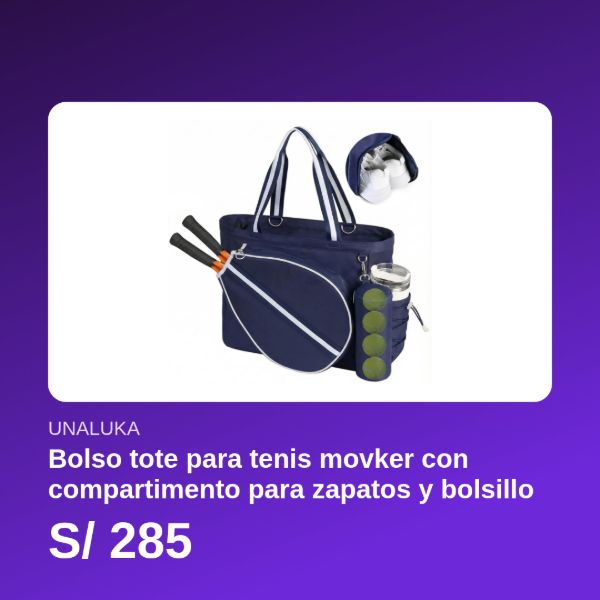 UNALUKA
Bolso tote para tenis movker con
compartimento para zapatos y bolsillo
S/ 285